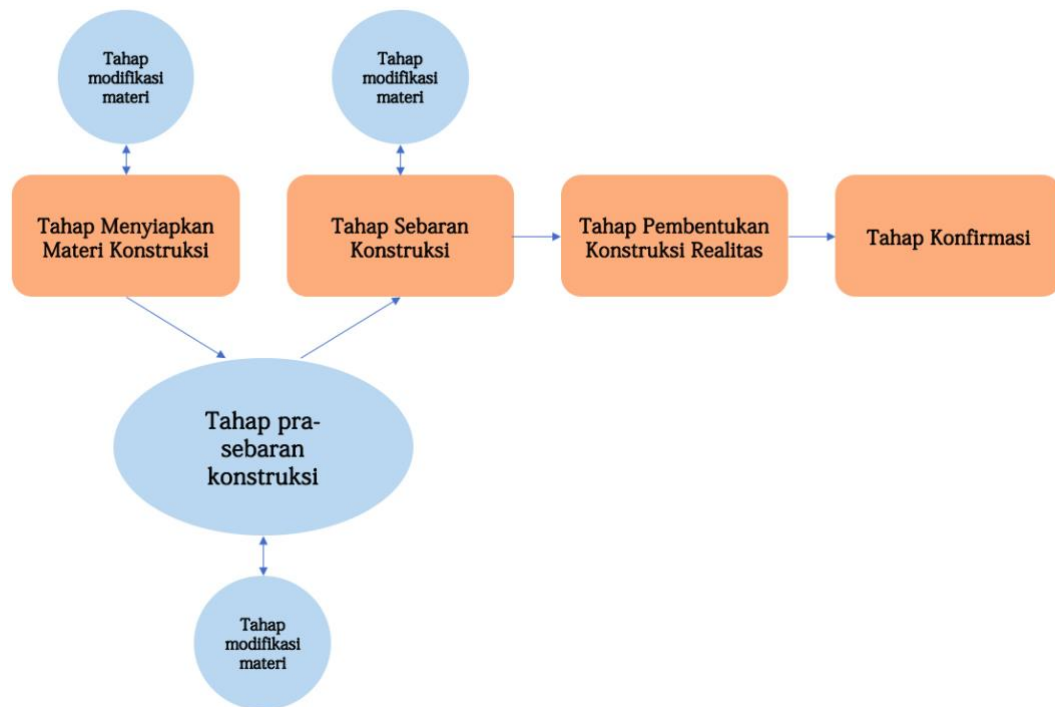 Tahap
modifikasi
materi
Tahap
modifikasi
materi
Tahap Menyiapkan
Materi Konstruksi
Tahap Sebaran
Konstruksi
Tahap Pembentukan
Konstruksi Realitas
Tahap Konfirmasi
Tahap pra-
sebaran
konstruksi
Tahap
modifikasi
materi